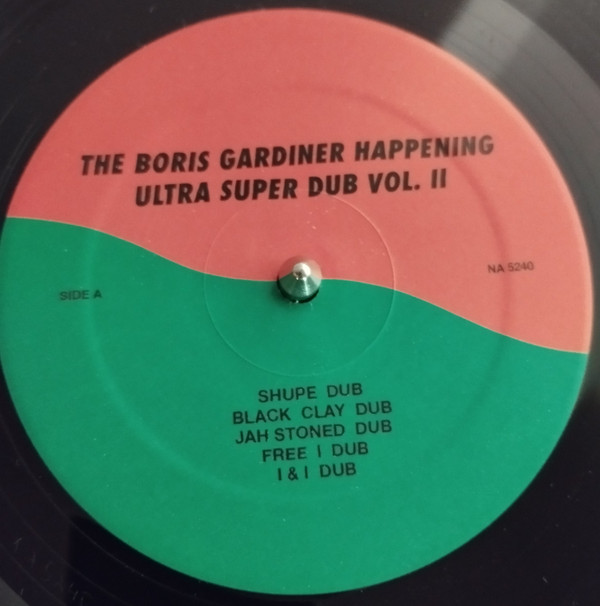 THE BORIS GARDINER HAPPENING
ULTRA SUPER DUB VOL. II
NA 5240
SIDE A
SHUPE DUB
BLACK CLAY DUB
JAH STONED DUB
FREE I DUB
I & I DUB